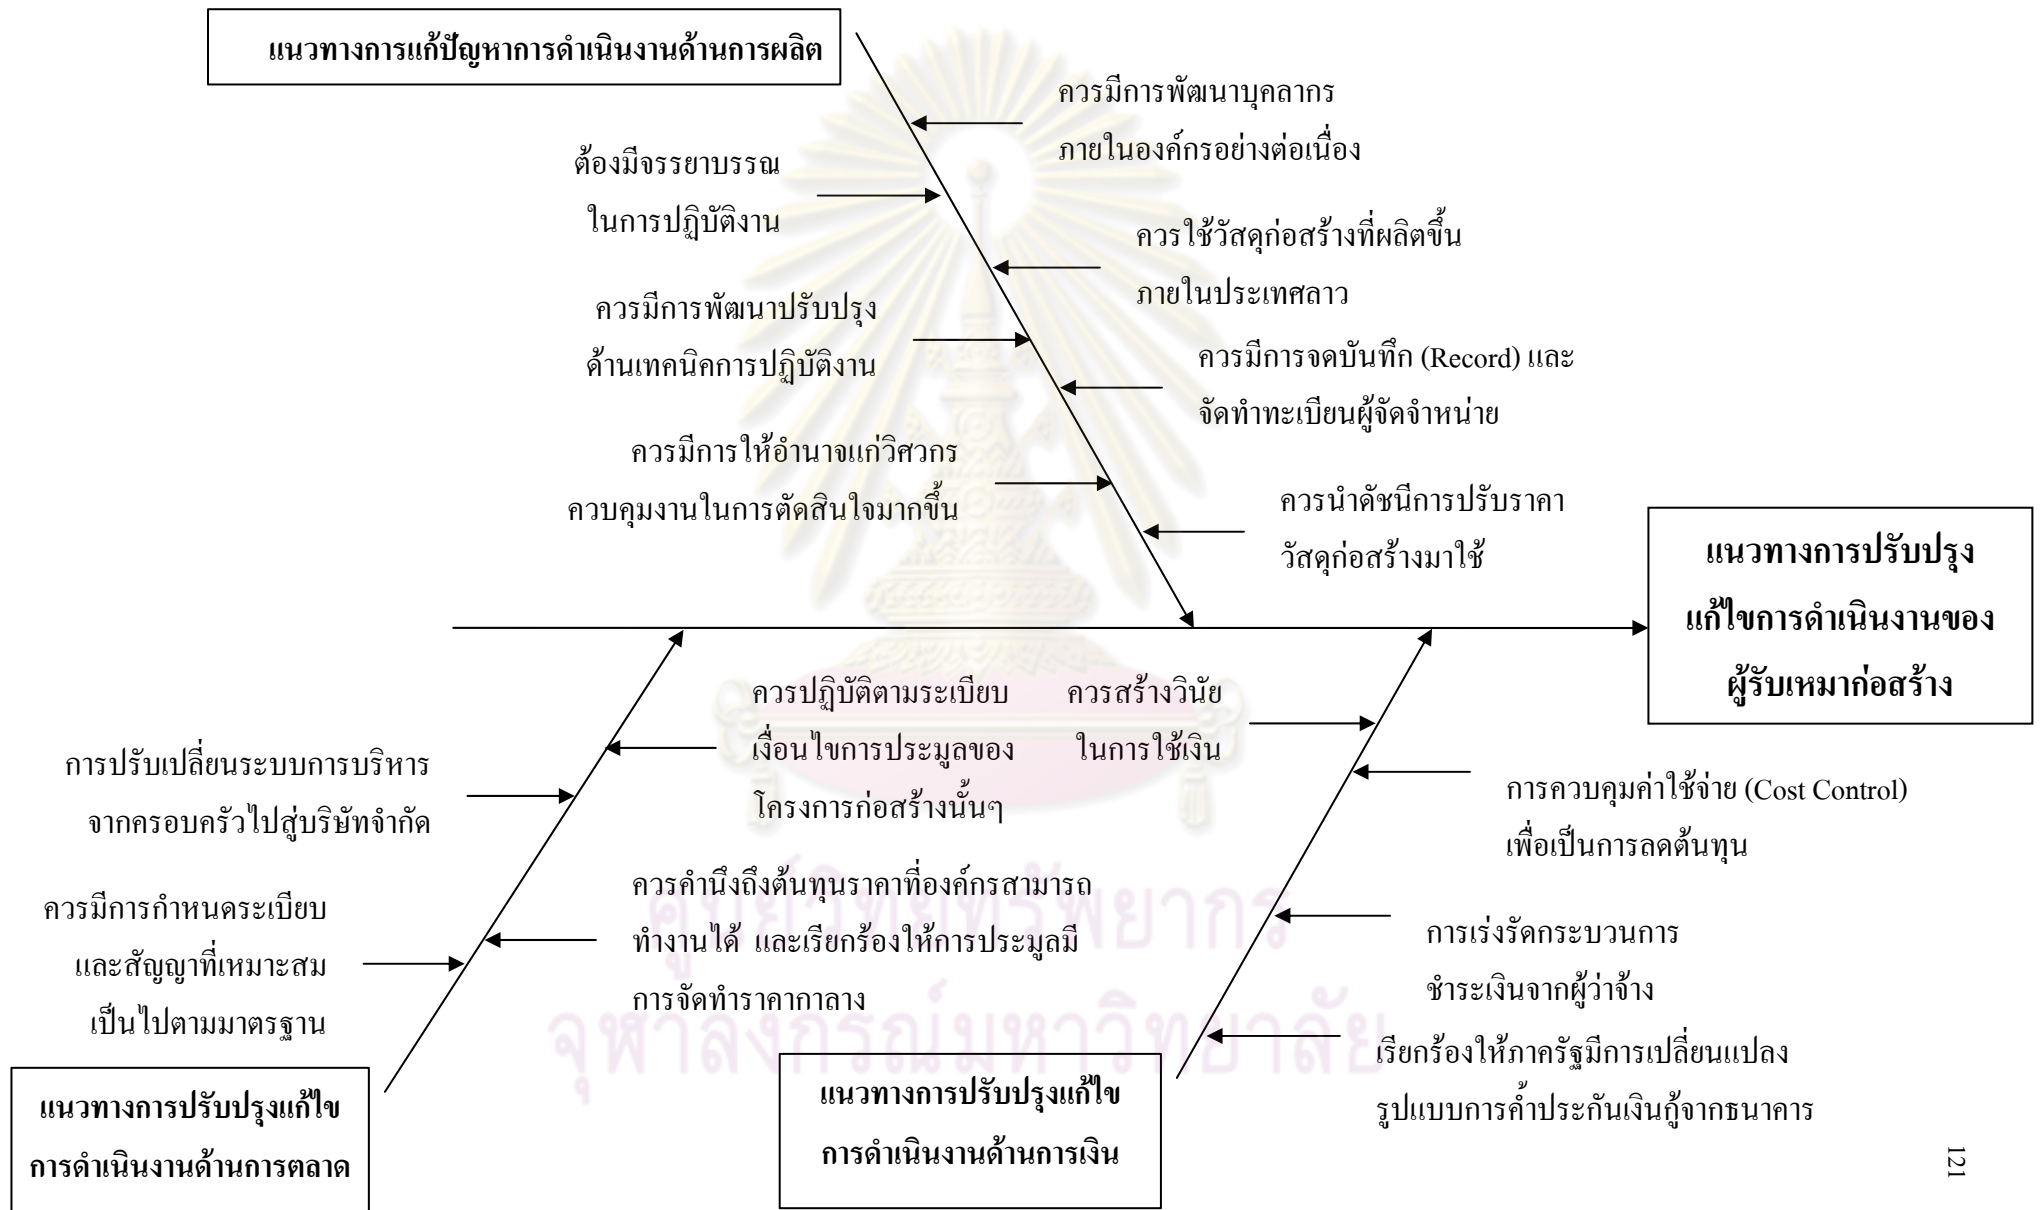 แนวทางการแก้ปัญหาการดำเนินงานด้านการผลิต
ควรมีการพัฒนาบุคลากร
ภายในองค์กรอย่างต่อเนื่อง
ต้องมีจรรยาบรรณ
ในการปฏิบัติงาน
ควรใช้วัสดุก่อสร้างที่ผลิตขึ้น
ภายในประเทศลาว
ควรมีการพัฒนาปรับปรุง
ด้านเทคนิคการปฏิบัติงาน
ควรมีการจดบันทึก (Record) และ
จัดทำทะเบียนผู้จัดจำหน่าย
ควรมีการให้อำนาจแก่วิศวกร
ควบคุมงานในการตัดสินใจมากขึ้น
ควรนำดัชนีการปรับราคา
วัสดุก่อสร้างมาใช้
แนวทางการปรับปรุง
แก้ไขการดำเนินงานของ
ผู้รับเหมาก่อสร้าง
ควรปฏิบัติตามระเบียบ
เงื่อนไขการประมูลของ
โครงการก่อสร้างนั้นๆ
ควรสร้างวินัย
ในการใช้เงิน
การปรับเปลี่ยนระบบการบริหาร
จากครอบครัวไปสู่บริษัทจำกัด
การควบคุมค่าใช้จ่าย (Cost Control)
เพื่อเป็นการลดต้นทุน
ควรคำนึงถึงต้นทุนราคาที่องค์กรสามารถ
ทำงานได้ และเรียกร้องให้การประมูลมี
การจัดทำราคากาลาง
ควรมีการกำหนดระเบียบ
และสัญญาที่เหมาะสม
เป็นไปตามมาตรฐาน
การเร่งรัดกระบวนการ
ชำระเงินจากผู้ว่าจ้าง
เรียกร้องให้ภาครัฐมีการเปลี่ยนแปลง
รูปแบบการค้ำประกันเงินกู้จากธนาคาร
แนวทางการปรับปรุงแก้ไข
การดำเนินงานด้านการตลาด
แนวทางการปรับปรุงแก้ไข
การดำเนินงานด้านการเงิน
ศูนย์วิทยทรัพยากร
จุฬาลงกรณ์มหาวิทยาลัย
121